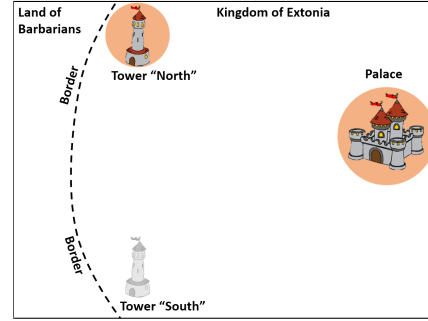 Land of
Barbarians
Kingdom of Extonia
Tower “North”
Palace
Border
Border
Tower “South”